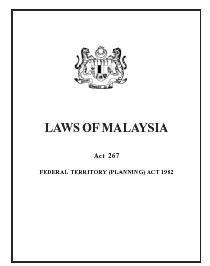 LAWS OF MALAYSIA
Act 267
FEDERAL TERRITORY (PLANNING) ACT 1982